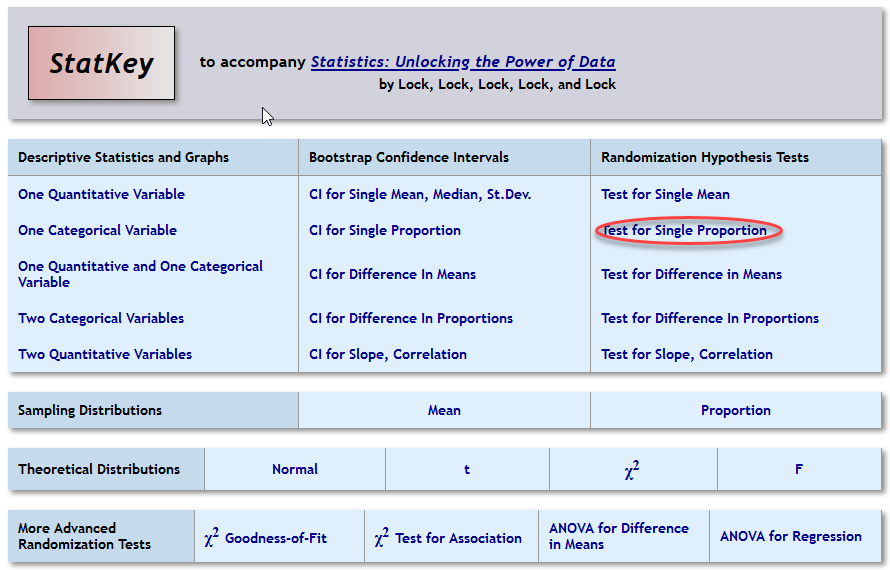 StatKey
to accompany Statistics: Unlocking the Power of Data
by Lock, Lock, Lock, Lock, and Lock
Descriptive Statistics and Graphs
Bootstrap Confidence Intervals
Randomization Hypothesis Tests
One Quantitative Variable
CI for Single Mean, Median, St.Dev.
Test for Single Mean
One Categorical Variable
CI for Single Proportion
Test for Single Proportion
One Quantitative and One Categorical
Variable
CI for Difference In Means
Test for Difference in Means
Two Categorical Variables
CI for Difference In Proportions
Test for Difference In Proportions
Two Quantitative Variables
CI for Slope, Correlation
Test for Slope, Correlation
Sampling Distributions
Mean
Proportion
Theoretical Distributions
Normal
t
χ²
F
More Advanced
Randomization Tests
χ² Goodness-of-Fit
χ² Test for Association
ANOVA for Difference
in Means
ANOVA for Regression